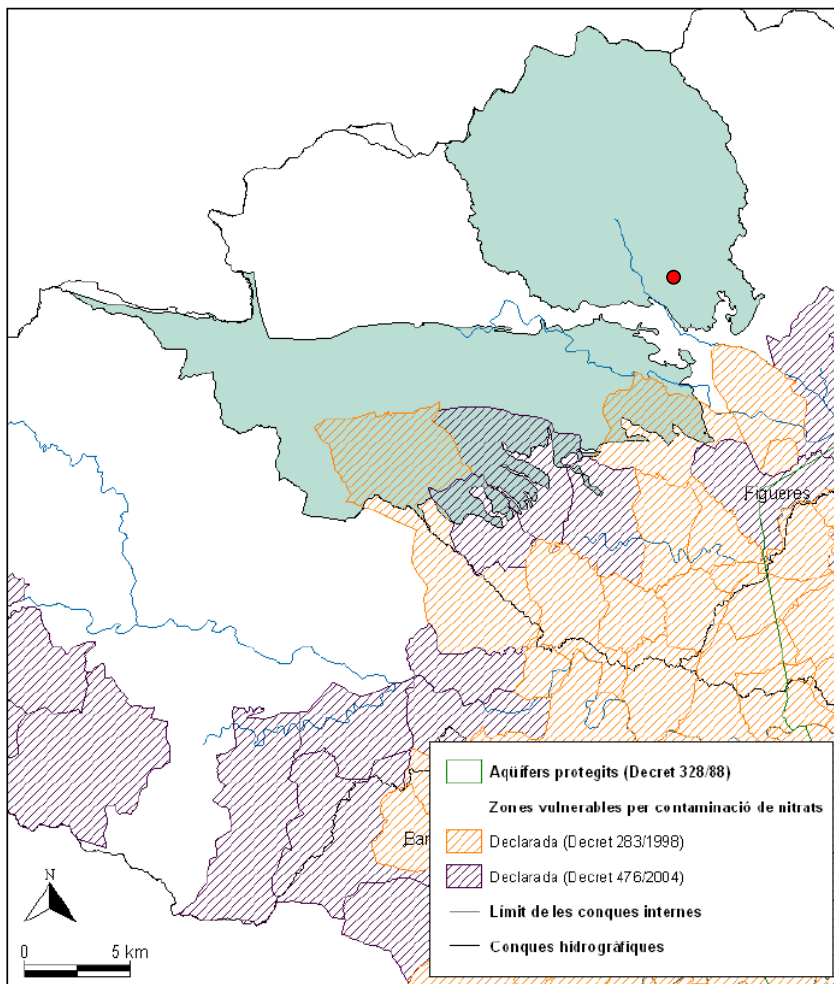 Figueres
Aqüífers protegits (Decret 328/88)
Zones vulnerables per contaminació de nitrats
Declarada (Decret 283/1998)
Declarada (Decret 476/2004)
Límit de les conques internes
Conques hidrogràfiques
N
0 5 km